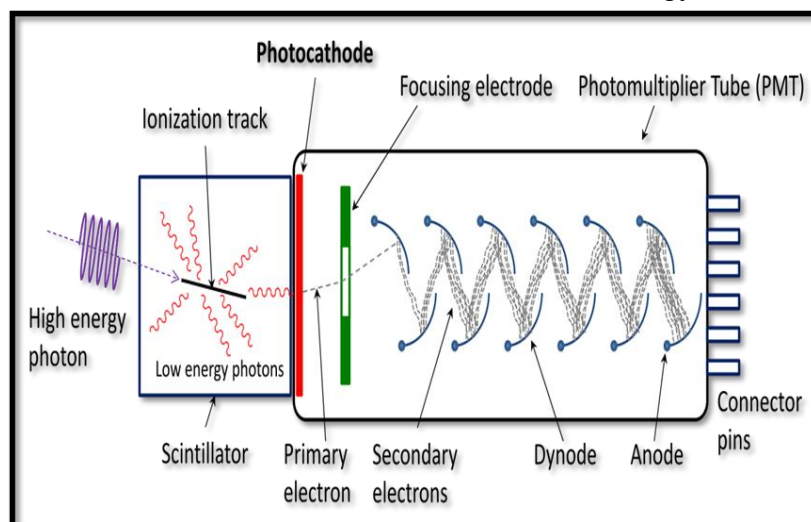 Photocathode
Focusing electrode
Photomultiplier Tube (PMT)
Ionization track
High energy
photon
Low energy photons
Scintillator
Primary
electron
Secondary
electrons
Dynode
Anode
Connector
pins